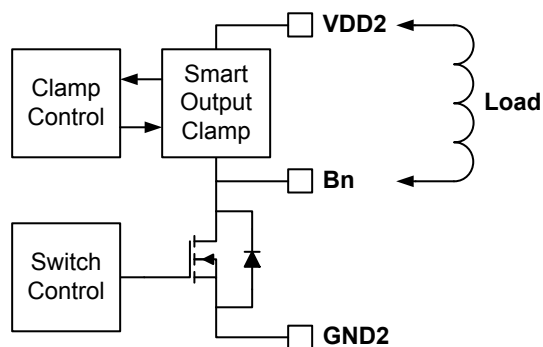 VDD2
Clamp
Control
Smart
Output
Clamp
Load
Bn
Switch
Control
GND2